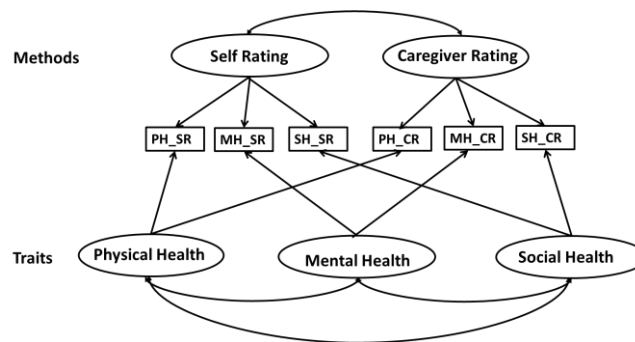 Methods
Self Rating
Caregiver Rating
PH_SR
MH_SR
SH_SR
PH_CR
MH_CR
SH_CR
Traits
Physical Health
Mental Health
Social Health